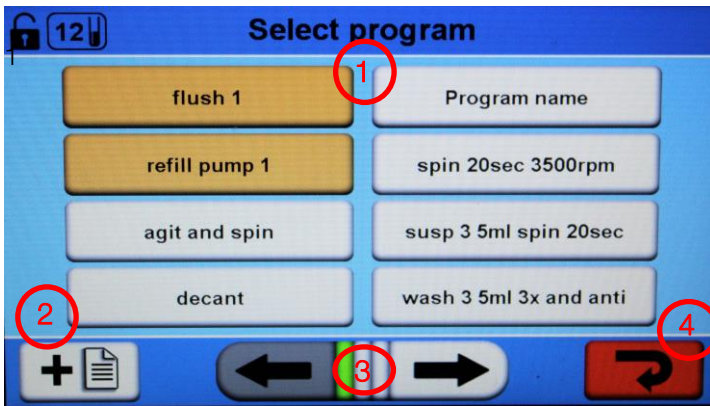 12
Select program
1
flush 1
Program name
refill pump 1
spin 20sec 3500rpm
agit and spin
susp 3 5ml spin 20sec
decant
wash 3 5ml 3x and anti
2
3
4